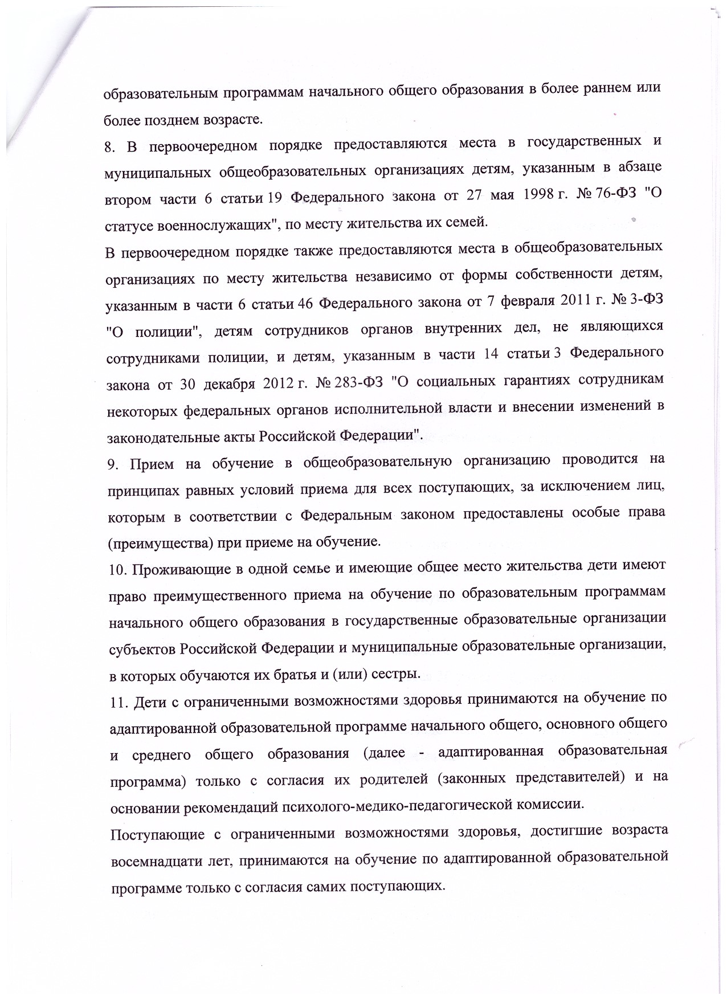 образовательным программам начального общего образования в более раннем или
более позднем возрасте.
8. В первоочередном порядке предоставляются места в государственных и
муниципальных общеобразовательных организациях детям, указанным в абзаце
втором части 6 статьи 19 Федерального закона от 27 мая 1998 г. № 76-ФЗ "О
статусе военнослужащих", по месту жительства их семей.
В первоочередном порядке также предоставляются места в общеобразовательных
организациях по месту жительства независимо от формы собственности детям,
указанным в части 6 статьи 46 Федерального закона от 7 февраля 2011 г. № 3-ФЗ
"О полиции", детям сотрудников органов внутренних дел, не являющихся
сотрудниками полиции, и детям, указанным в части 14 статьи 3 Федерального
закона от 30 декабря 2012 г. № 283-ФЗ "О социальных гарантиях сотрудникам
некоторых федеральных органов исполнительной власти и внесении изменений в
законодательные акты Российской Федерации".
9. Прием на обучение в общеобразовательную организацию проводится на
принципах равных условий приема для всех поступающих, за исключением лиц,
которым в соответствии с Федеральным законом предоставлены особые права
(преимущества) при приеме на обучение.
10. Проживающие в одной семье и имеющие общее место жительства дети имеют
право преимущественного приема на обучение по образовательным программам
начального общего образования в государственные образовательные организации
субъектов Российской Федерации и муниципальные образовательные организации,
в которых обучаются их братья и (или) сестры.
11. Дети с ограниченными возможностями здоровья принимаются на обучение по
адаптированной образовательной программе начального общего, основного общего
и среднего общего образования (далее - адаптированная образовательная
программа) только с согласия их родителей (законных представителей) и на
основании рекомендаций психолого-медико-педагогической комиссии.
Поступающие с ограниченными возможностями здоровья, достигшие возраста
восемнадцати лет, принимаются на обучение по адаптированной образовательной
программе только с согласия самих поступающих.